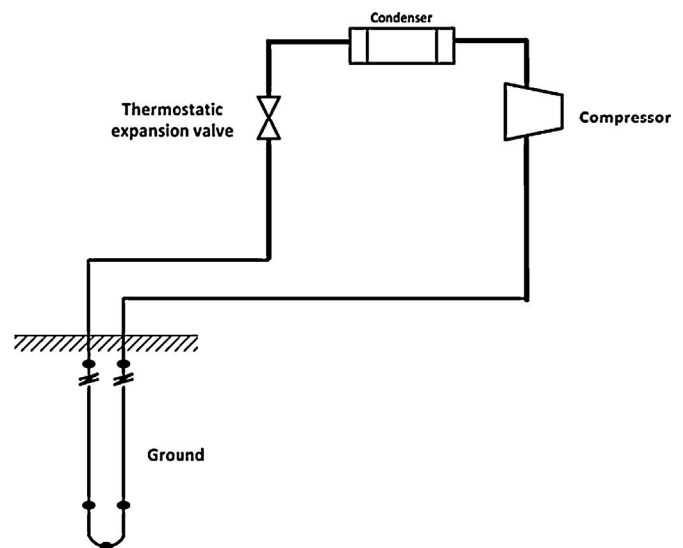 Condenser
Thermostatic
expansion valve
Compressor
Ground